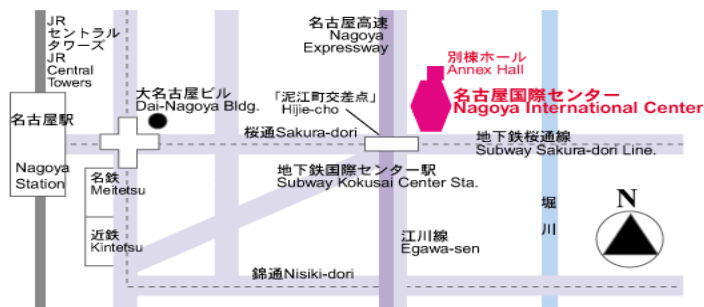 JR
セントラル
タワーズ
JR
Central
Towers
名古屋駅
Nagoya
Station
大名古屋ビル
Dai-Nagoya Bldg.
名鉄
Meitetsu
近鉄
Kintetsu
名古屋高速
Nagoya
Expressway
「泥江町交差点」
Hijie-cho
桜通Sakura-dori
地下鉄国際センター駅
Subway Kokusai Center Sta.
別棟ホール
Annex Hall
名古屋国際センター
Nagoya International Center
地下鉄桜通線
Subway Sakura-dori Line.
江川線
Egawa-sen
堀川
錦通Nisiki-dori
N